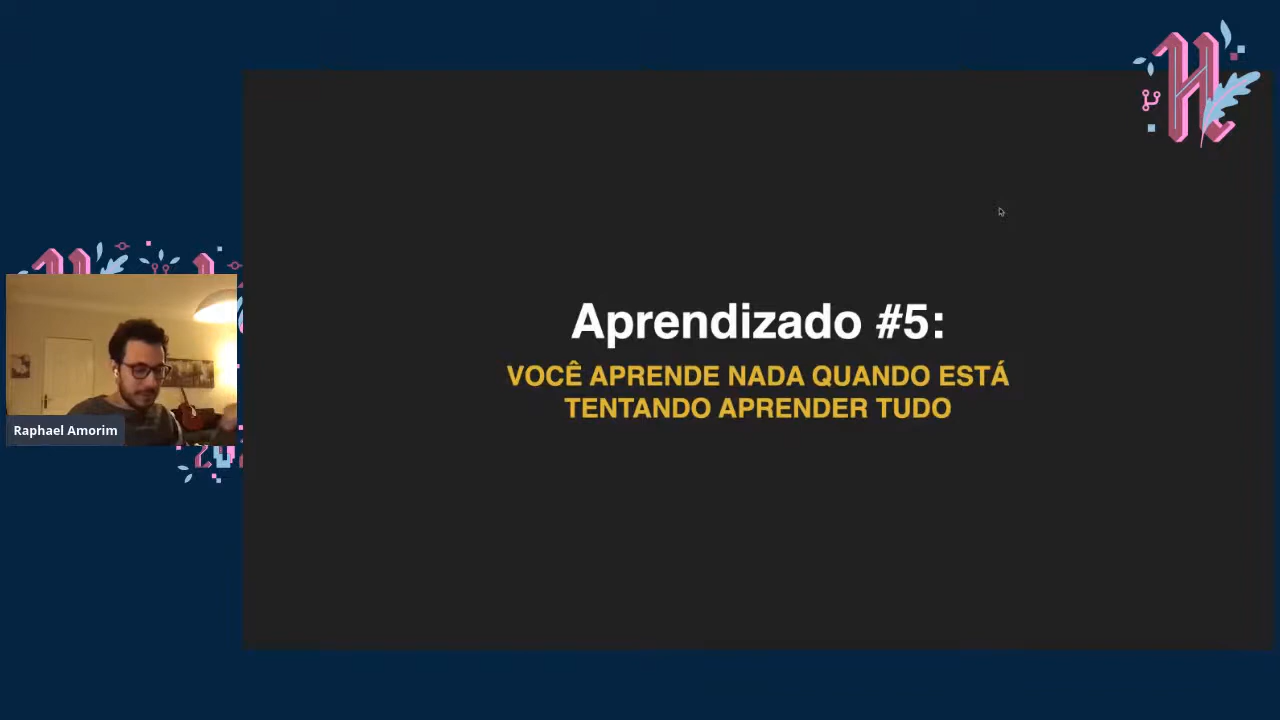 Aprendizado #5:
VOCÊ APRENDE NADA QUANDO ESTÁ
TENTANDO APRENDER TUDO
Raphael Amorim